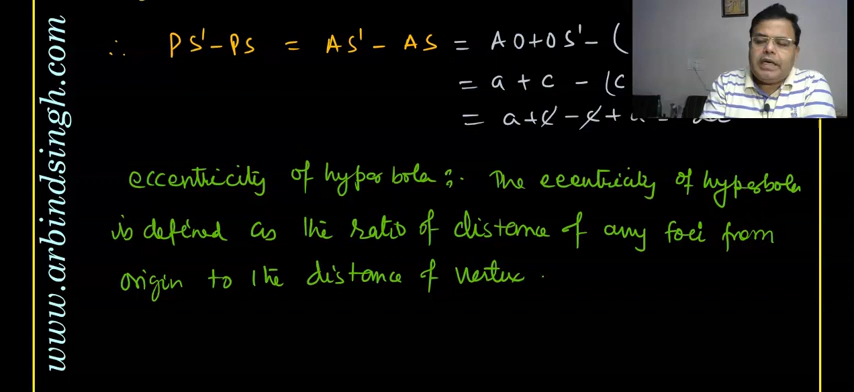 www.arbindsingh.com
∴ PS' - PS = AS' - AS = AO + OS' - (
= a + c - (c
= a + c - c +
eccentricity of hyperbola :- The eccentricity of hyperbola
is defined as the ratio of distance of any foci from
origin to the distance of vertex .